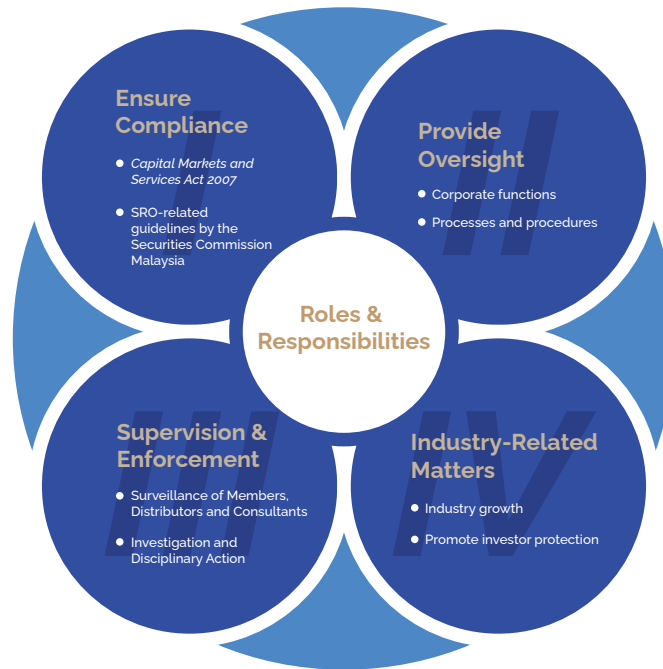 I
Ensure
Compliance
Capital Markets and
Services Act 2007
SRO-related
guidelines by the
Securities Commission
Malaysia
II
Provide
Oversight
Corporate functions
Processes and procedures
Roles &
Responsibilities
III
Supervision &
Enforcement
Surveillance of Members,
Distributors and Consultants
Investigation and
Disciplinary Action
IV
Industry-Related
Matters
Industry growth
Promote investor protection